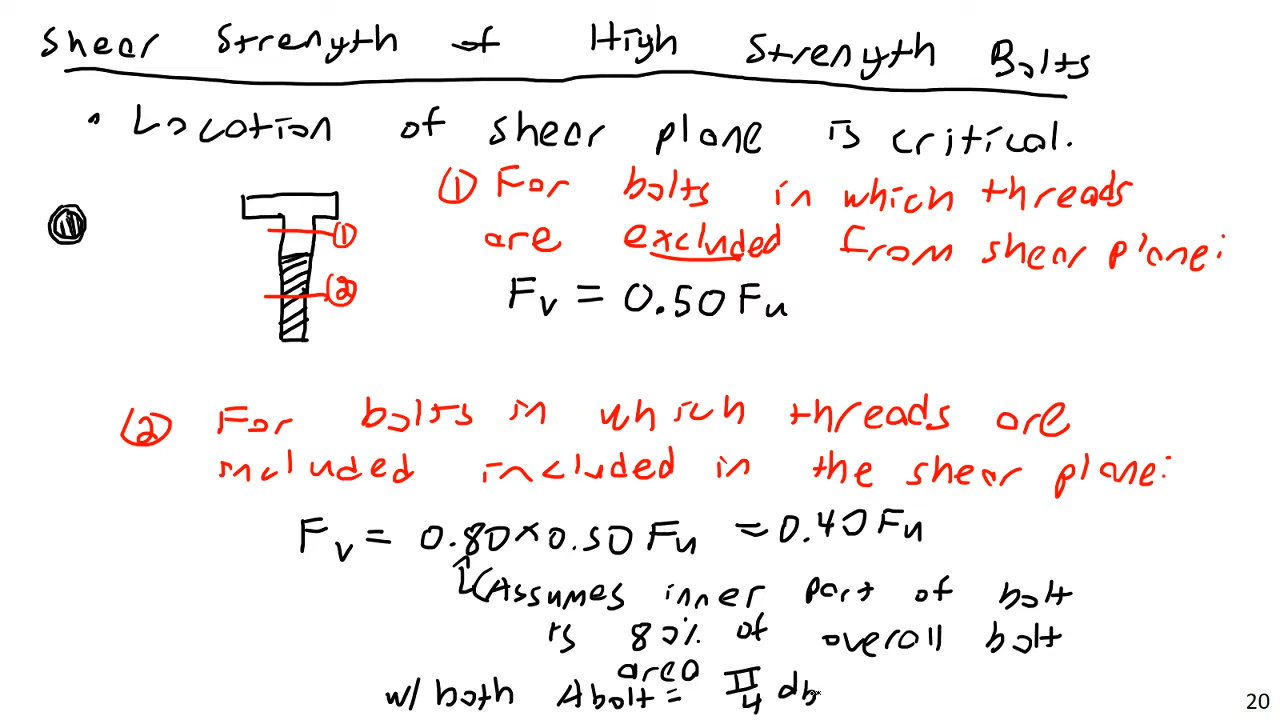 Shear Strength of High Strength Bolts
• Location of shear plane is critical.
① For bolts in which threads
are excluded from shear plane:
①
②
Fv = 0.50 Fu
② For bolts in which threads are
included included in the shear plane:
Fv = 0.80 × 0.50 Fu = 0.40 Fu
(Assumes inner part of bolt
is 80% of overall bolt
area
w/ both Abolt = π/4 db
20